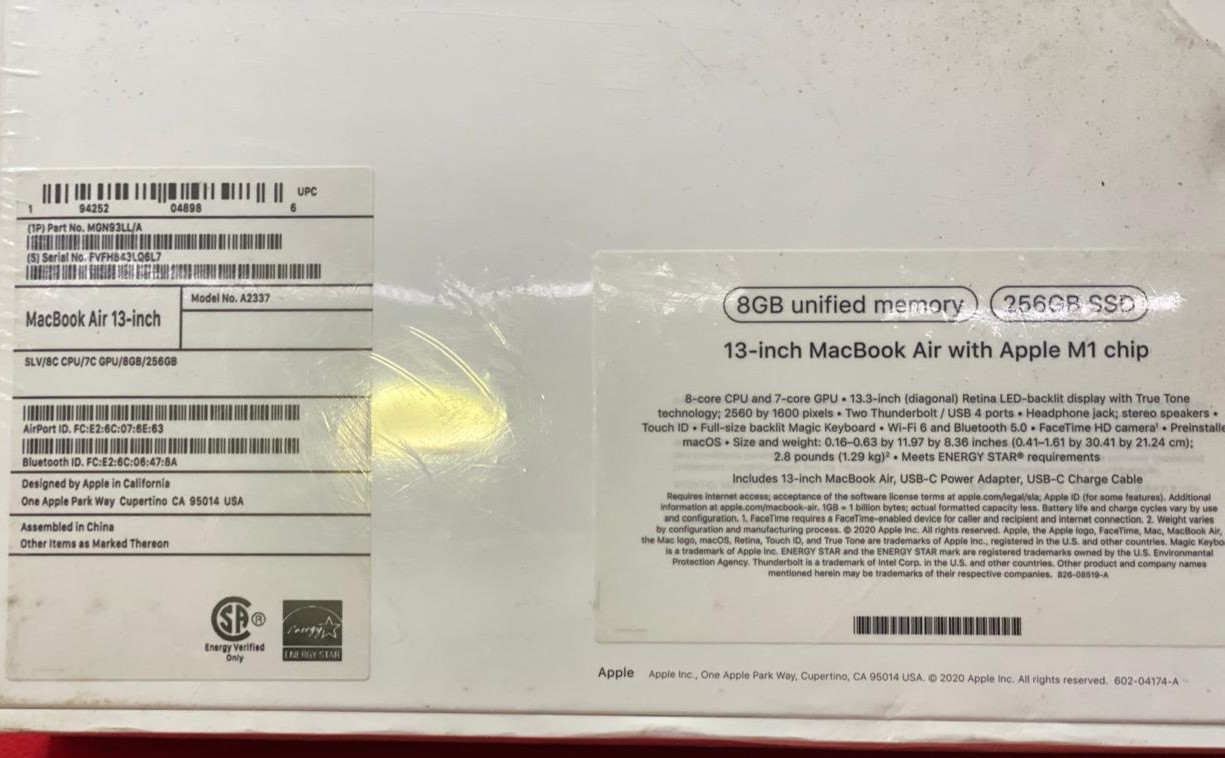 UPC
1 94252 04898 6
(1P) Part No. MGN93LL/A
(S) Serial No. FVFH843LQ6L7
Model No. A2337
MacBook Air 13-inch
SLV/8C CPU/7C GPU/8GB/256GB
AirPort ID. FC:E2:6C:07:6E:63
Bluetooth ID. FC:E2:6C:06:47:8A
Designed by Apple in California
One Apple Park Way Cupertino CA 95014 USA
Assembled in China
Other Items as Marked Thereon
SA ®
Energy Verified
Only
energy
ENERGY STAR
8GB unified memory 256GB SSD
13-inch MacBook Air with Apple M1 chip
8-core CPU and 7-core GPU • 13.3-inch (diagonal) Retina LED-backlit display with True Tone
technology; 2560 by 1600 pixels • Two Thunderbolt / USB 4 ports • Headphone jack; stereo speakers •
Touch ID • Full-size backlit Magic Keyboard • Wi-Fi 6 and Bluetooth 5.0 • FaceTime HD camera¹ • Preinstalle
macOS • Size and weight: 0.16–0.63 by 11.97 by 8.36 inches (0.41–1.61 by 30.41 by 21.24 cm);
2.8 pounds (1.29 kg)² • Meets ENERGY STAR® requirements
Includes 13-inch MacBook Air, USB-C Power Adapter, USB-C Charge Cable
Requires internet access; acceptance of the software license terms at apple.com/legal/sla; Apple ID (for some features). Additional
information at apple.com/macbook-air. 1GB = 1 billion bytes; actual formatted capacity less. Battery life and charge cycles vary by use
and configuration. 1. FaceTime requires a FaceTime-enabled device for caller and recipient and internet connection. 2. Weight varies
by configuration and manufacturing process. © 2020 Apple Inc. All rights reserved. Apple, the Apple logo, FaceTime, Mac, MacBook Air,
the Mac logo, macOS, Retina, Touch ID, and True Tone are trademarks of Apple Inc., registered in the U.S. and other countries. Magic Keybo
is a trademark of Apple Inc. ENERGY STAR and the ENERGY STAR mark are registered trademarks owned by the U.S. Environmental
Protection Agency. Thunderbolt is a trademark of Intel Corp. in the U.S. and other countries. Other product and company names
mentioned herein may be trademarks of their respective companies. 826-08519-A
Apple Apple Inc., One Apple Park Way, Cupertino, CA 95014 USA. © 2020 Apple Inc. All rights reserved. 602-04174-A